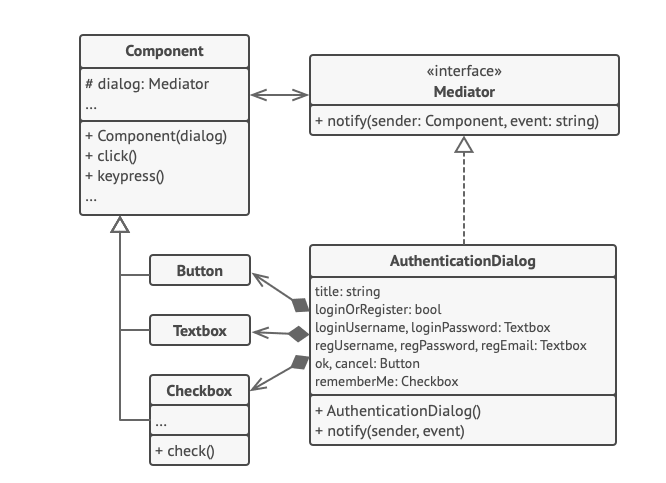 Component
# dialog: Mediator
...
+ Component(dialog)
+ click()
+ keypress()
...
«interface»
Mediator
+ notify(sender: Component, event: string)
Button
Textbox
Checkbox
...
+ check()
AuthenticationDialog
title: string
loginOrRegister: bool
loginUsername, loginPassword: Textbox
regUsername, regPassword, regEmail: Textbox
ok, cancel: Button
rememberMe: Checkbox
+ AuthenticationDialog()
+ notify(sender, event)